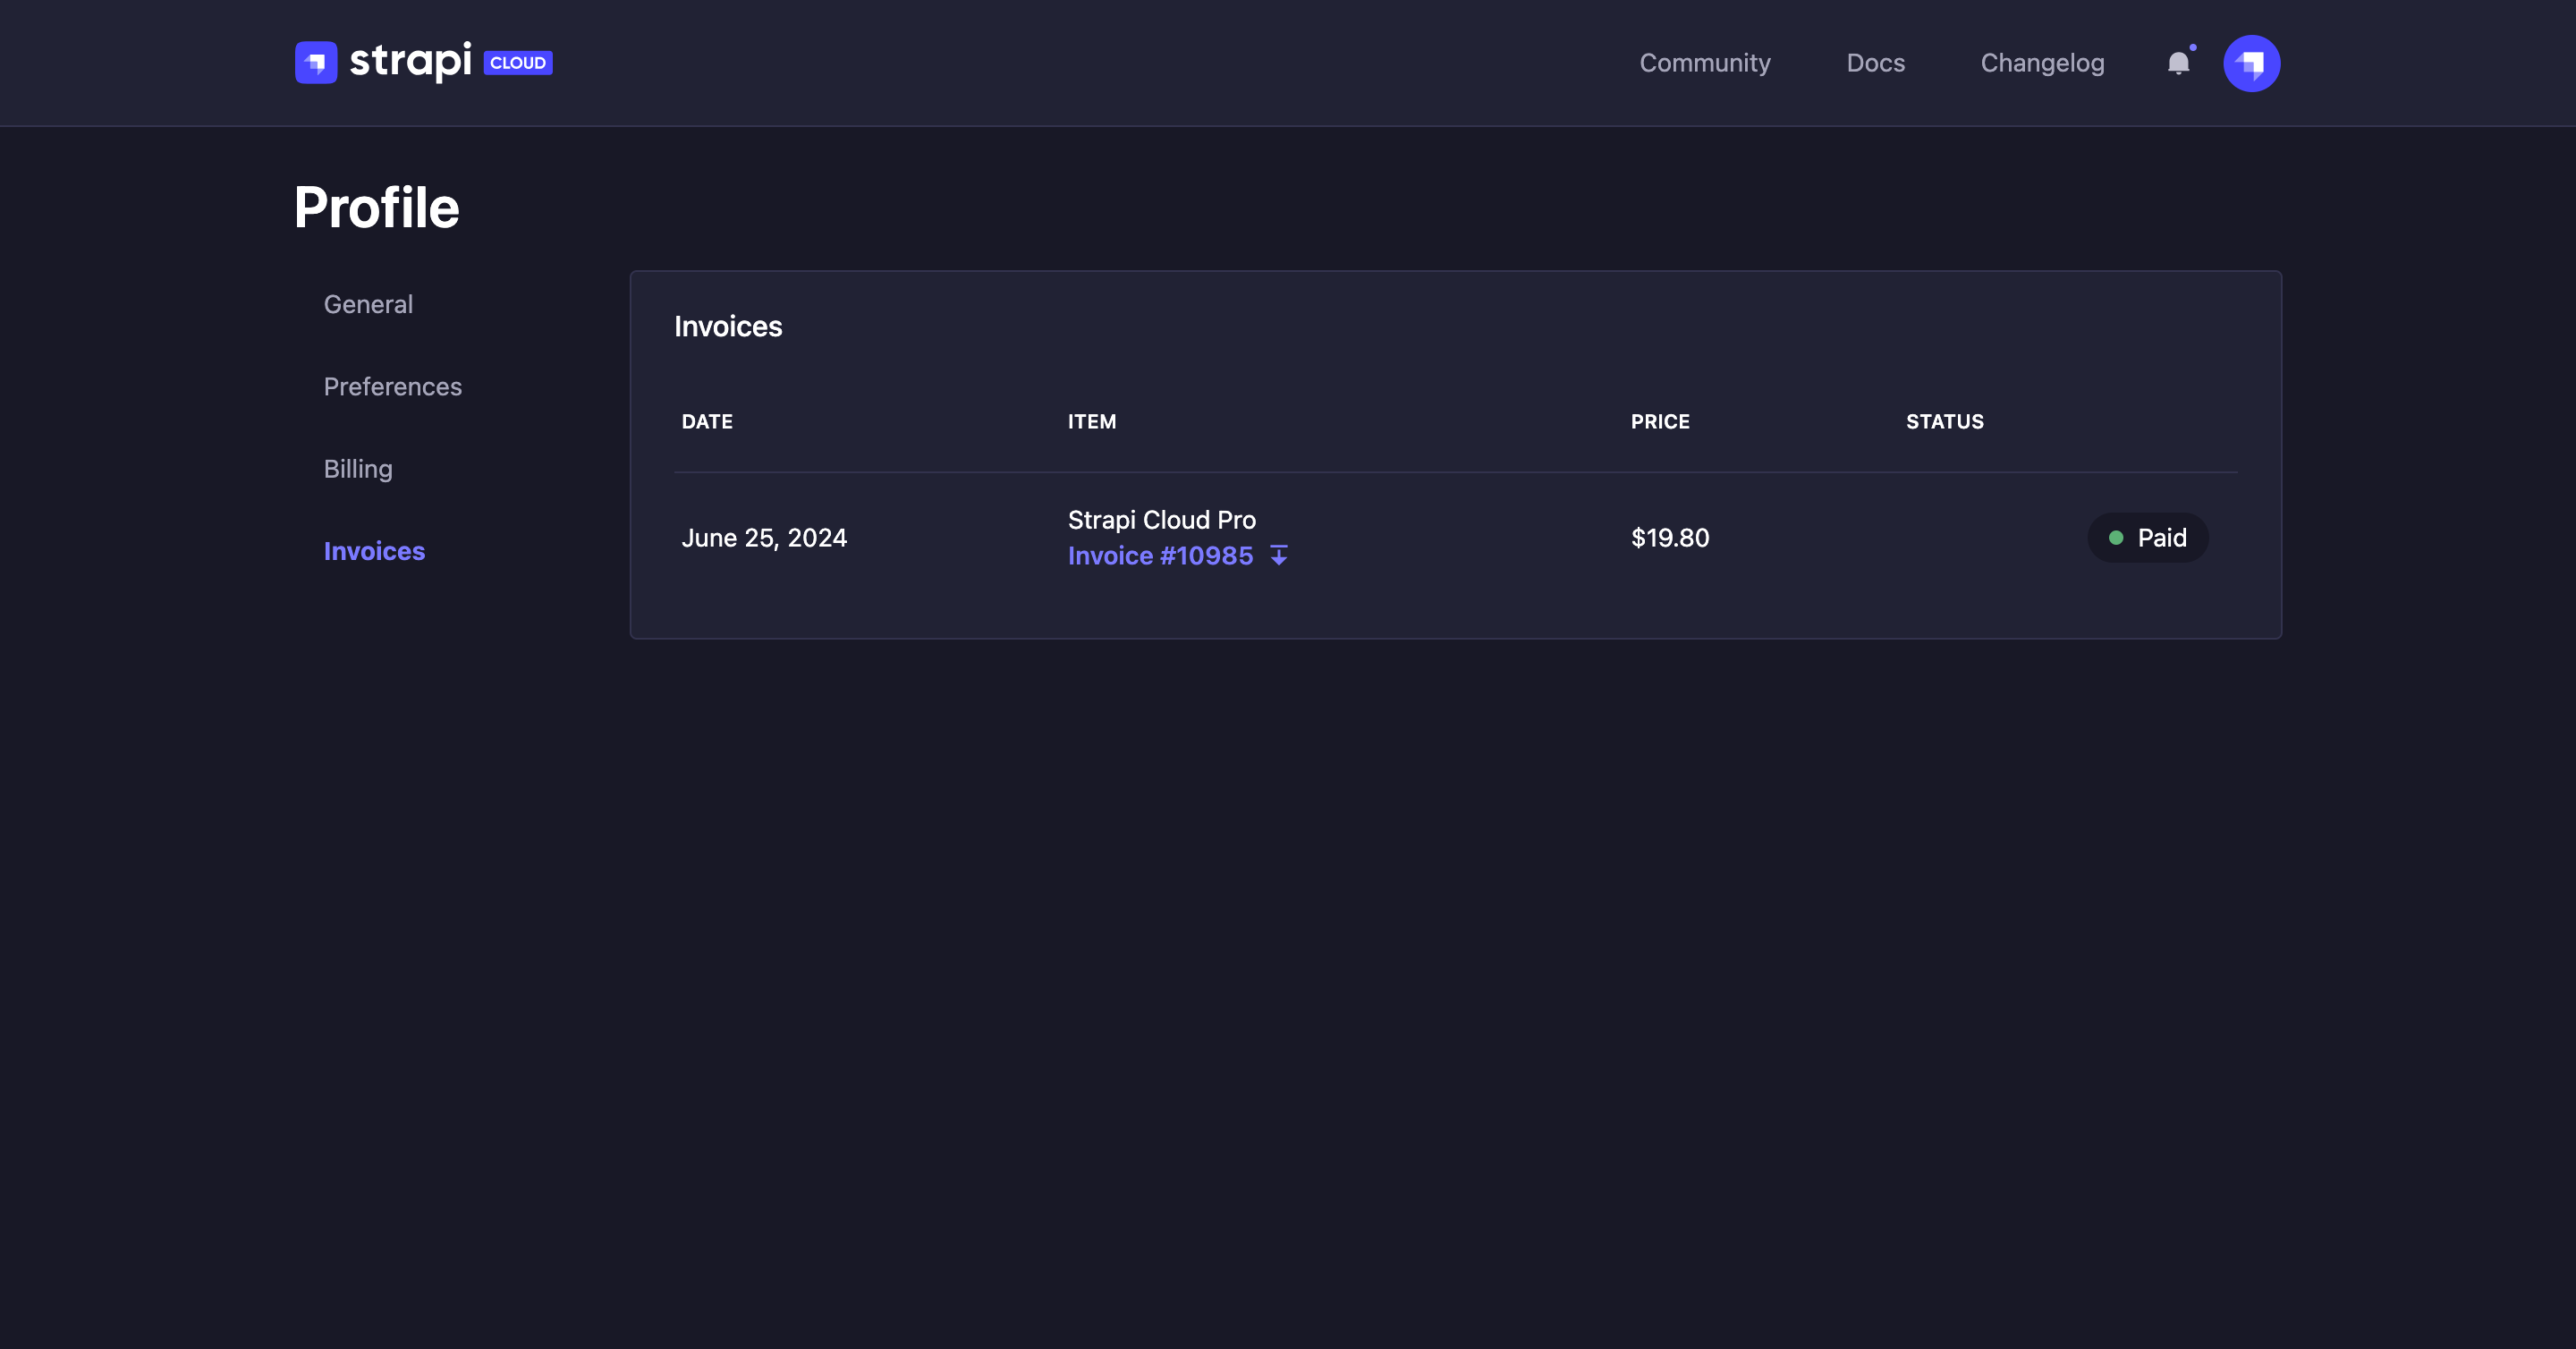 strapi CLOUD
Community Docs Changelog
Profile
General
Preferences
Billing
Invoices
Invoices
DATE ITEM PRICE STATUS
June 25, 2024 Strapi Cloud Pro $19.80 Paid
Invoice #10985